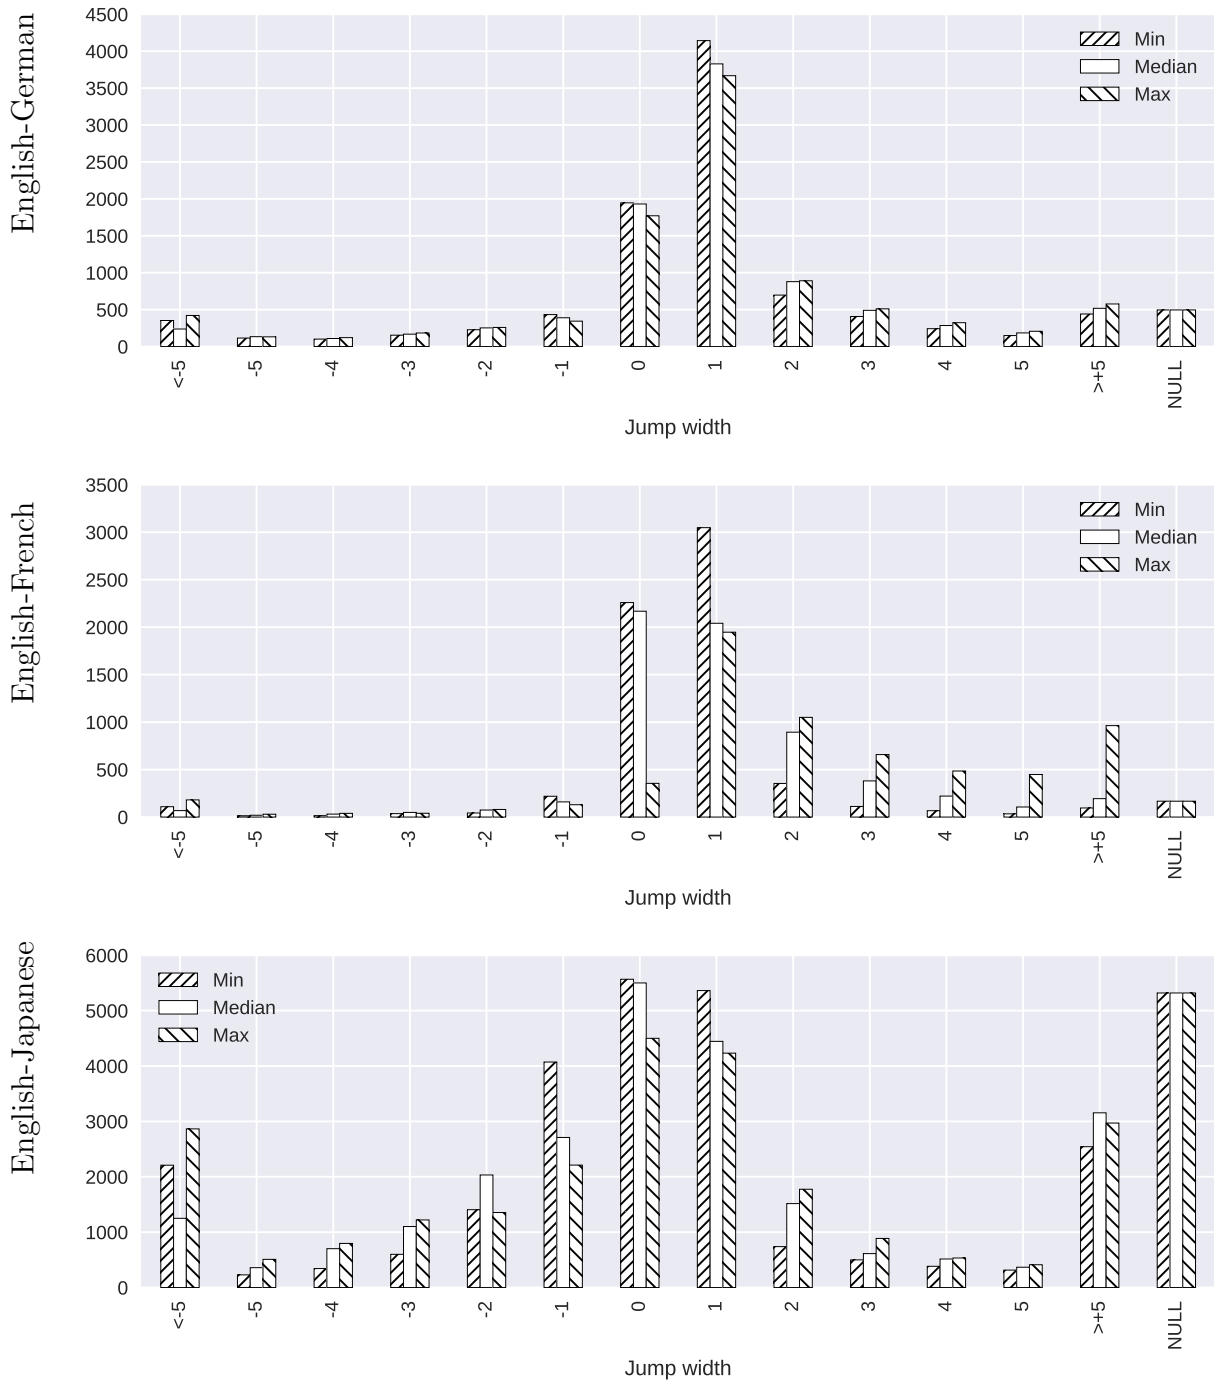 English-German
4500
4000
3500
3000
2500
2000
1500
1000
500
0
Min
Median
Max
<-5 -5 -4 -3 -2 -1 0 1 2 3 4 5 >+5 NULL
Jump width
English-French
3500
3000
2500
2000
1500
1000
500
0
Min
Median
Max
<-5 -5 -4 -3 -2 -1 0 1 2 3 4 5 >+5 NULL
Jump width
English-Japanese
6000
5000
4000
3000
2000
1000
0
Min
Median
Max
<-5 -5 -4 -3 -2 -1 0 1 2 3 4 5 >+5 NULL
Jump width